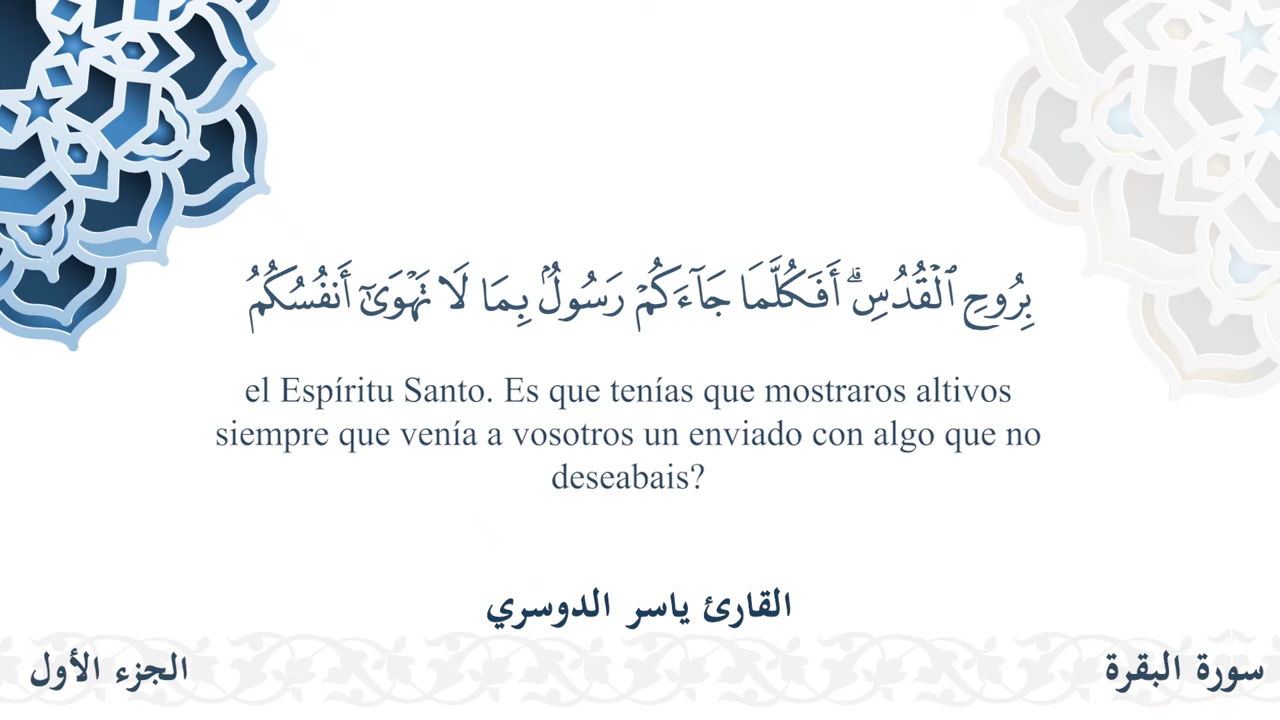 بِرُوحِ ٱلْقُدُسِ ۗ أَفَكُلَّمَا جَآءَكُمْ رَسُولٌۢ بِمَا لَا تَهْوَىٰٓ أَنفُسُكُمُ
el Espíritu Santo. Es que tenías que mostraros altivos
siempre que venía a vosotros un enviado con algo que no
deseabais?
القارئ ياسر الدوسري
سورة البقرة
الجزء الأول